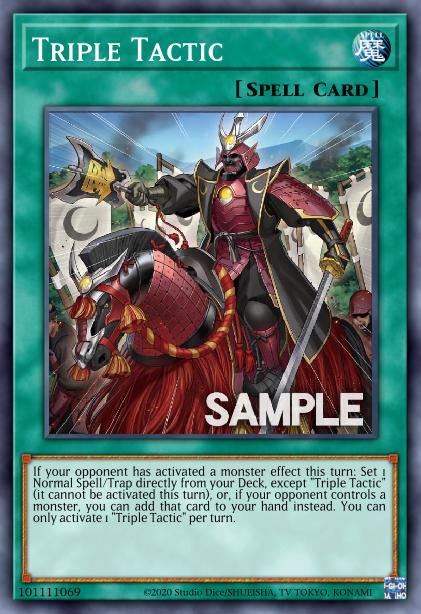 TRIPLE TACTIC
SPELL
魔
[SPELL CARD]
SAMPLE
If your opponent has activated a monster effect this turn: Set 1
Normal Spell/Trap directly from your Deck, except "Triple Tactic"
(it cannot be activated this turn), or, if your opponent controls a
monster, you can add that card to your hand instead. You can
only activate 1 "Triple Tactic" per turn.
101111069
©2020 Studio Dice/SHUEISHA, TV TOKYO, KONAMI